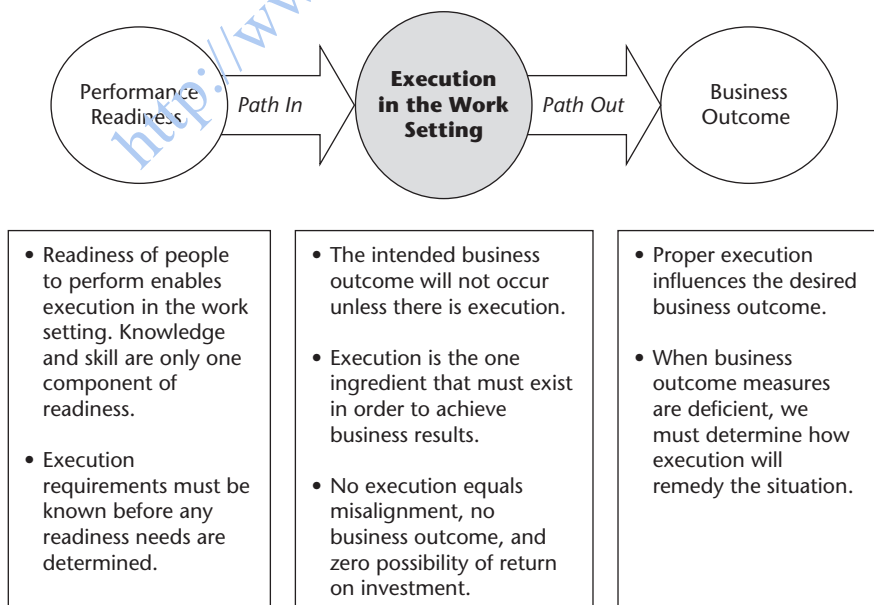 http://ww
Performance
Readiness
Path In
Execution
in the Work
Setting
Path Out
Business
Outcome
• Readiness of people
to perform enables
execution in the work
setting. Knowledge
and skill are only one
component of
readiness.
• Execution
requirements must be
known before any
readiness needs are
determined.
• The intended business
outcome will not occur
unless there is execution.
• Execution is the one
ingredient that must exist
in order to achieve
business results.
• No execution equals
misalignment, no
business outcome, and
zero possibility of return
on investment.
• Proper execution
influences the desired
business outcome.
• When business
outcome measures
are deficient, we
must determine how
execution will
remedy the situation.